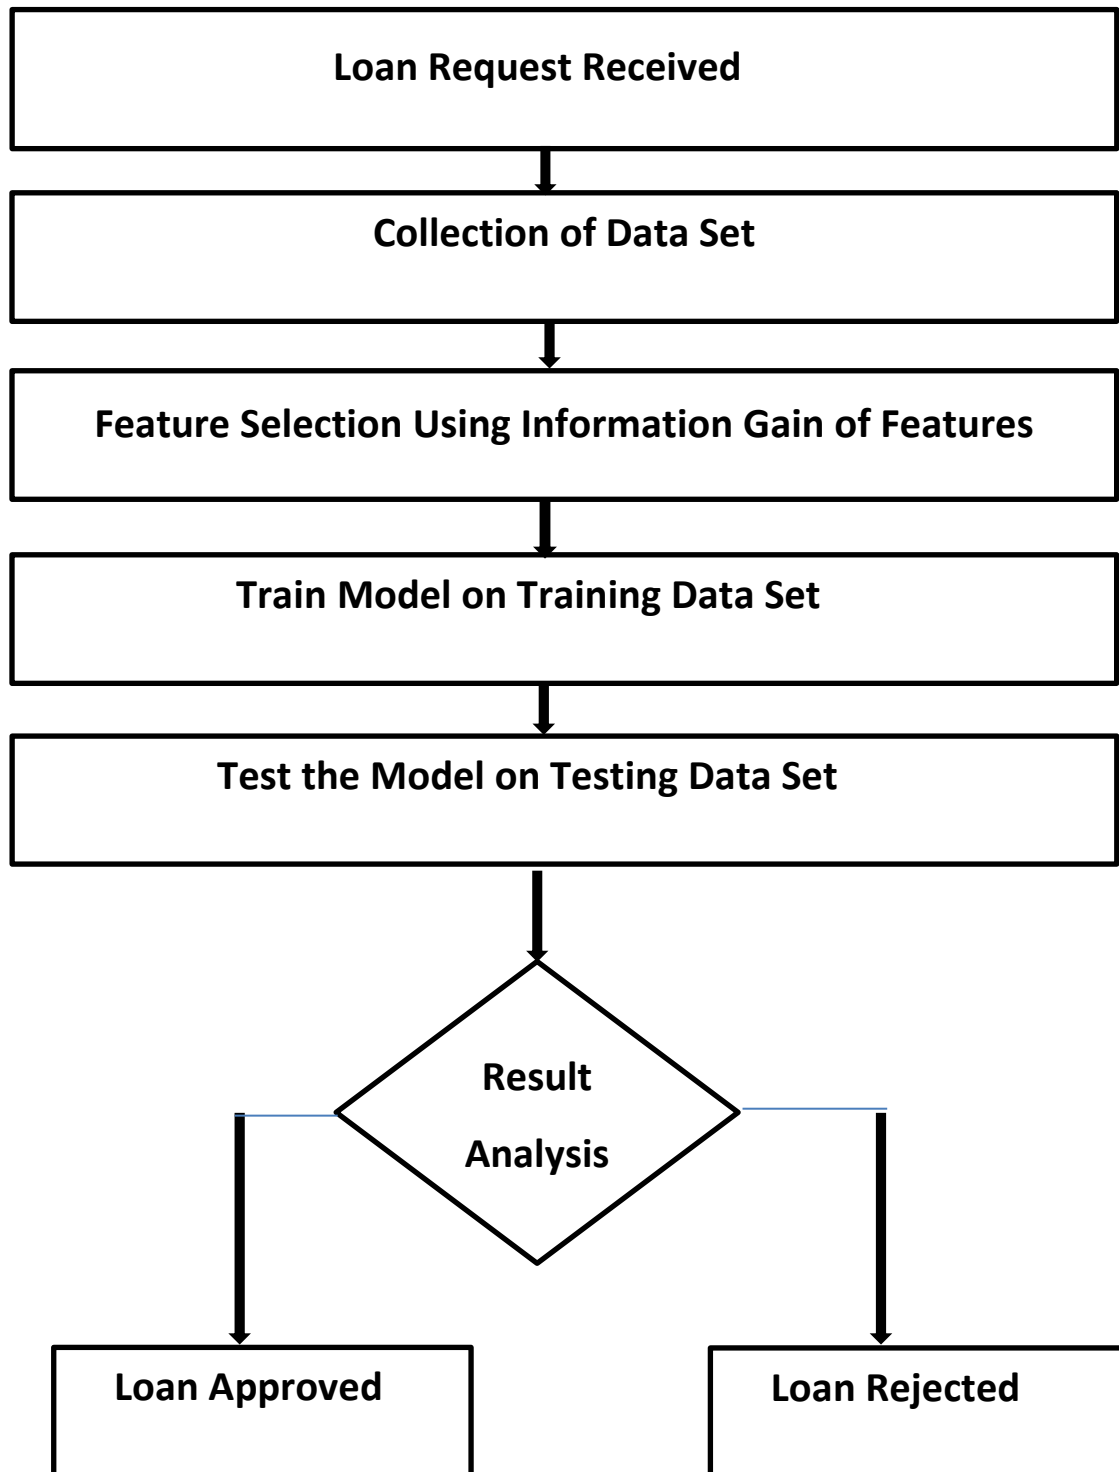 Loan Request Received
Collection of Data Set
Feature Selection Using Information Gain of Features
Train Model on Training Data Set
Test the Model on Testing Data Set
Result
Analysis
Loan Approved
Loan Rejected